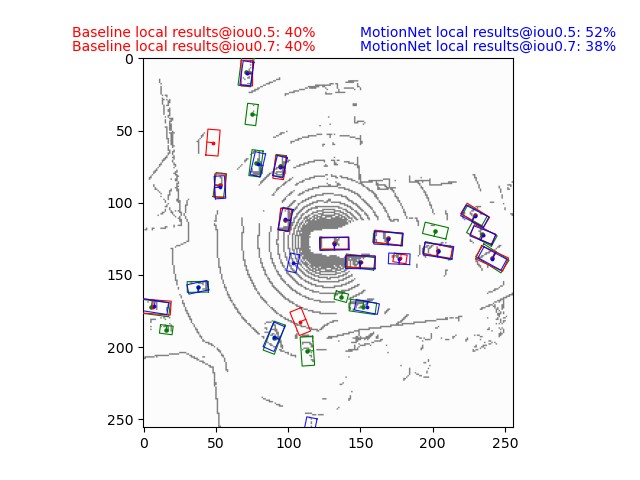 Baseline local results@iou0.5: 40%
Baseline local results@iou0.7: 40%
MotionNet local results@iou0.5: 52%
MotionNet local results@iou0.7: 38%
0
50
100
150
200
250
0 50 100 150 200 250